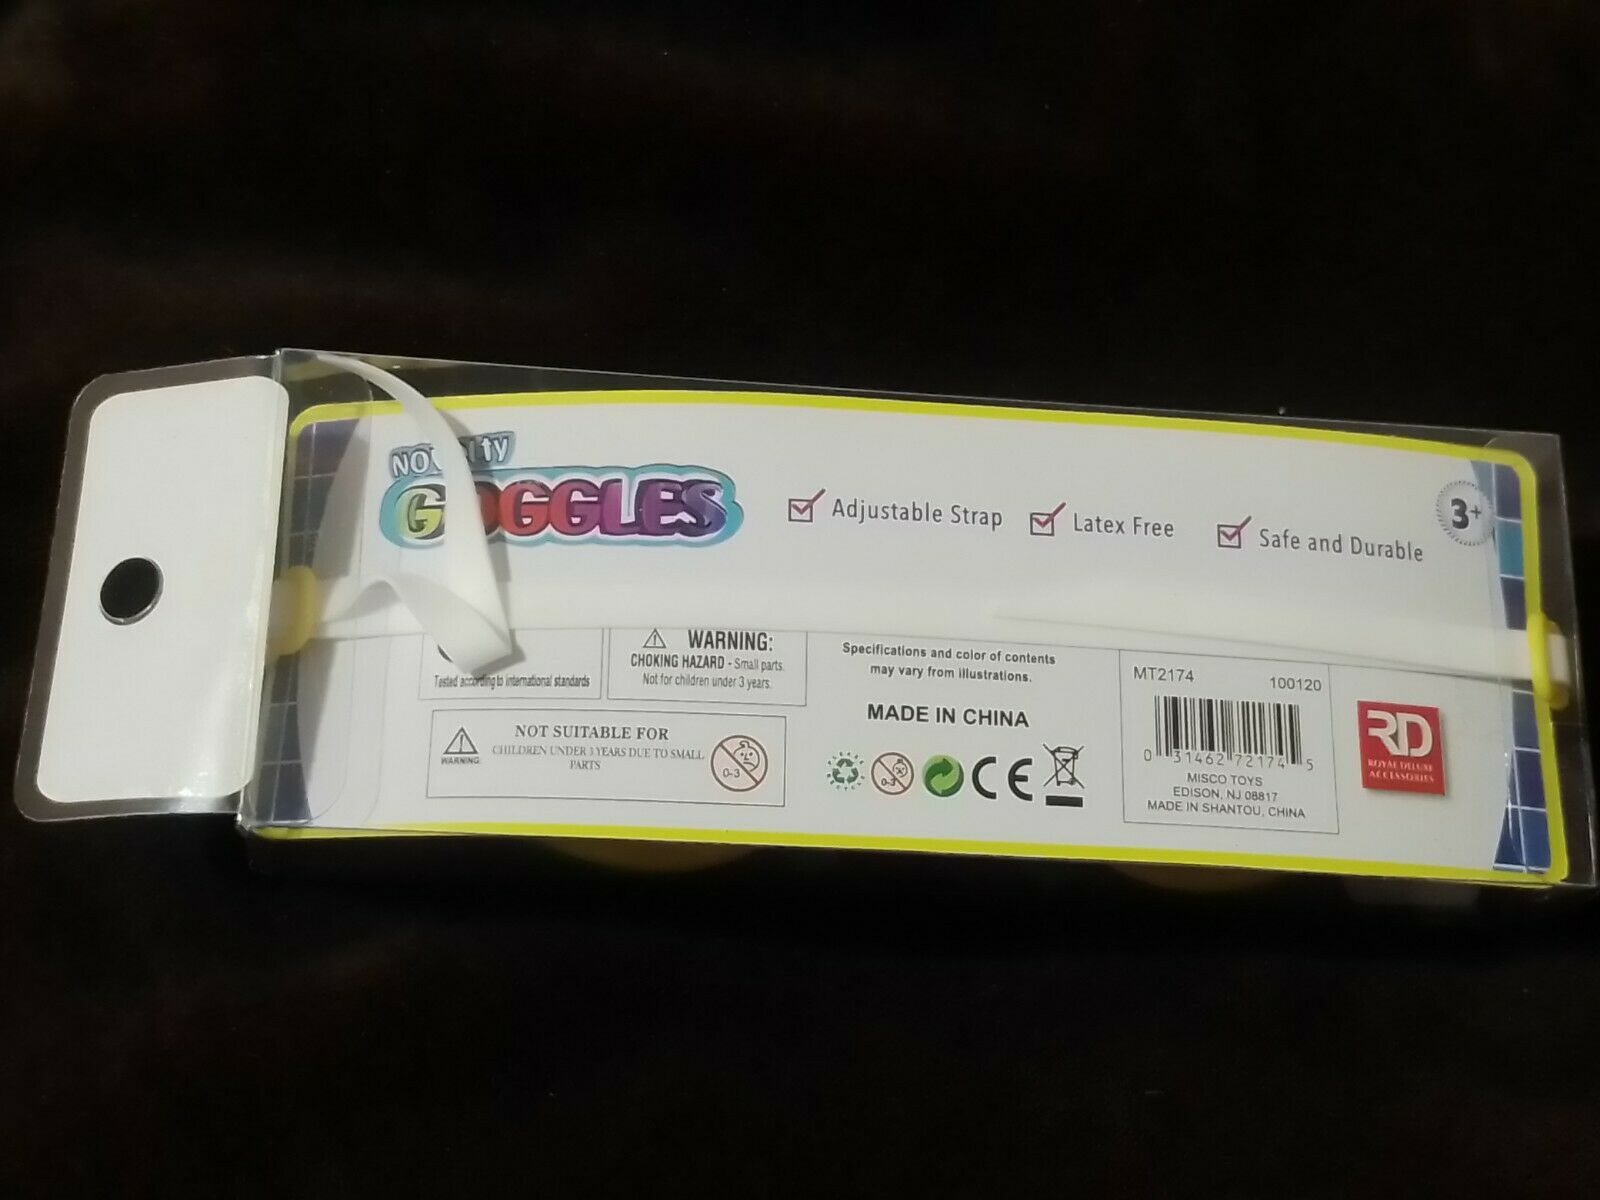 NOVELTY
GOGGLES
Adjustable Strap
Latex Free
Safe and Durable
3+
Tested according to international standards
WARNING:
CHOKING HAZARD - Small parts.
Not for children under 3 years.
WARNING:
NOT SUITABLE FOR
CHILDREN UNDER 3 YEARS DUE TO SMALL
PARTS
0-3
Specifications and color of contents
may vary from illustrations.
MADE IN CHINA
0-3
CE
MT2174 100120
0 31462 72174 5
MISCO TOYS
EDISON, NJ 08817
MADE IN SHANTOU, CHINA
RD
ROYAL DELUXE
ACCESSORIES